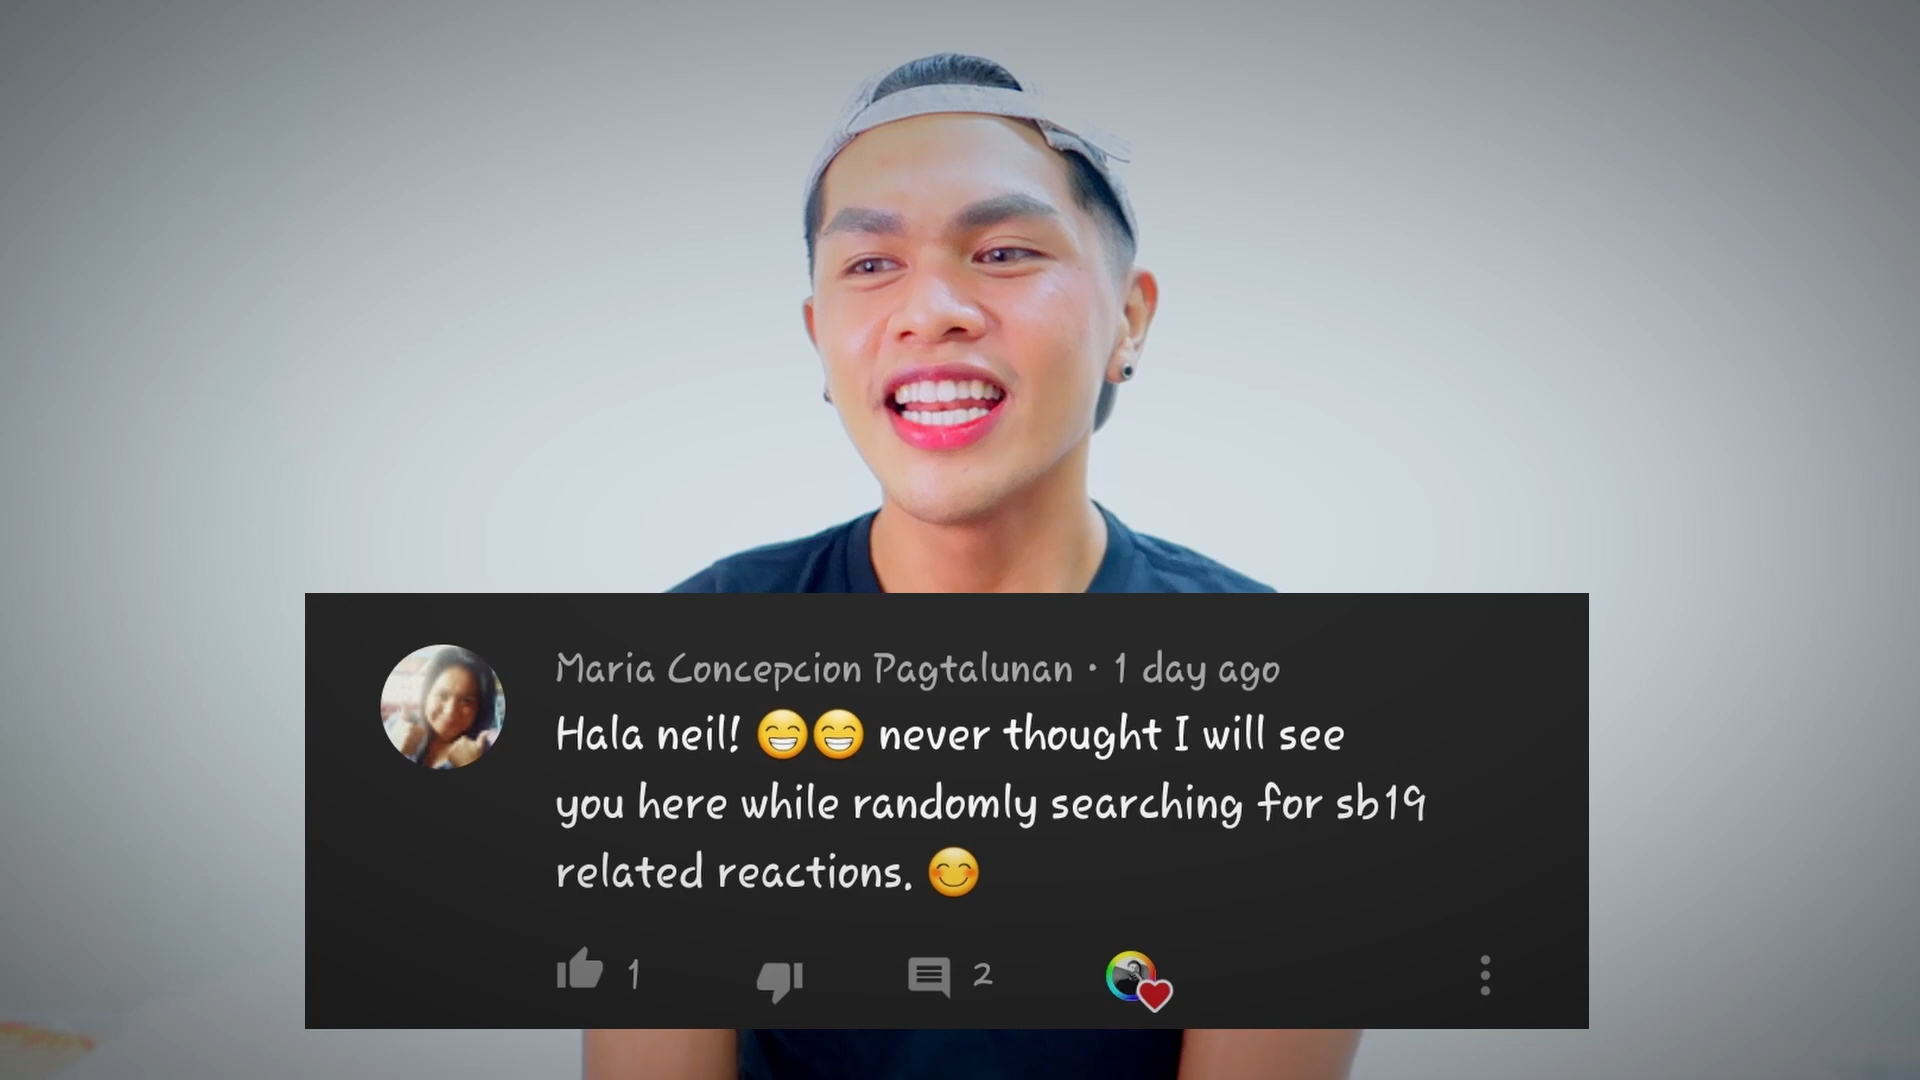 Maria Concepcion Pagtalunan • 1 day ago
Hala neil! 😁😁 never thought I will see
you here while randomly searching for sb19
related reactions. 😊
1 2